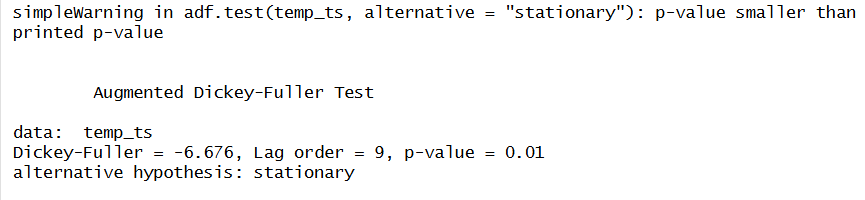 simpleWarning in adf.test(temp_ts, alternative = "stationary"): p-value smaller than
printed p-value
Augmented Dickey-Fuller Test
data:  temp_ts
Dickey-Fuller = -6.676, Lag order = 9, p-value = 0.01
alternative hypothesis: stationary